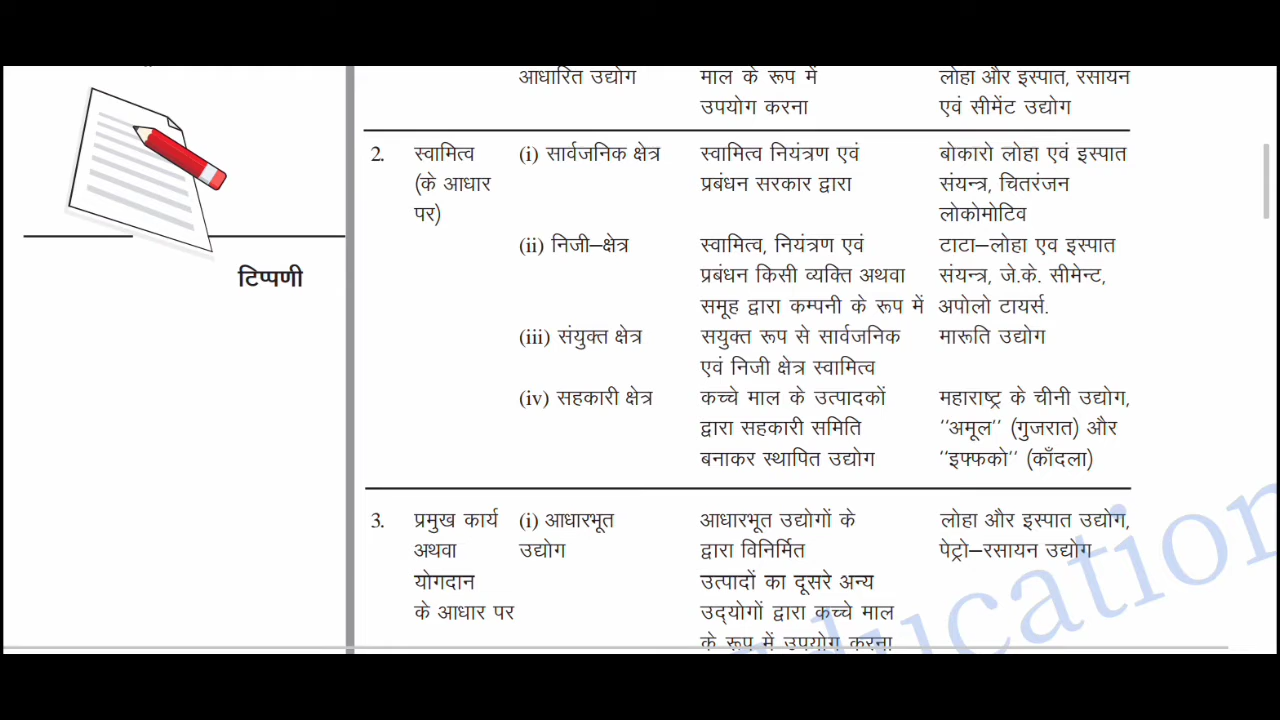 आधारित उद्योग माल के रूप में लोहा और इस्पात, रसायन
उपयोग करना एवं सीमेंट उद्योग
2. स्वामित्व (i) सार्वजनिक क्षेत्र स्वामित्व नियंत्रण एवं बोकारो लोहा एवं इस्पात
(के आधार प्रबंधन सरकार द्वारा संयन्त्र, चितरंजन
पर) लोकोमोटिव
(ii) निजी–क्षेत्र स्वामित्व, नियंत्रण एवं टाटा–लोहा एव इस्पात
प्रबंधन किसी व्यक्ति अथवा संयन्त्र, जे.के. सीमेन्ट,
समूह द्वारा कम्पनी के रूप में अपोलो टायर्स.
टिप्पणी
(iii) संयुक्त क्षेत्र सयुक्त रूप से सार्वजनिक मारूति उद्योग
एवं निजी क्षेत्र स्वामित्व
(iv) सहकारी क्षेत्र कच्चे माल के उत्पादकों महाराष्ट्र के चीनी उद्योग,
द्वारा सहकारी समिति ''अमूल'' (गुजरात) और
बनाकर स्थापित उद्योग ''इफ्फको'' (काँदला)
3. प्रमुख कार्य (i) आधारभूत आधारभूत उद्योगों के लोहा और इस्पात उद्योग,
अथवा उद्योग द्वारा विनिर्मित पेट्रो–रसायन उद्योग
योगदान उत्पादों का दूसरे अन्य
के आधार पर उद्योगों द्वारा कच्चे माल
के रूप में उपयोग करना